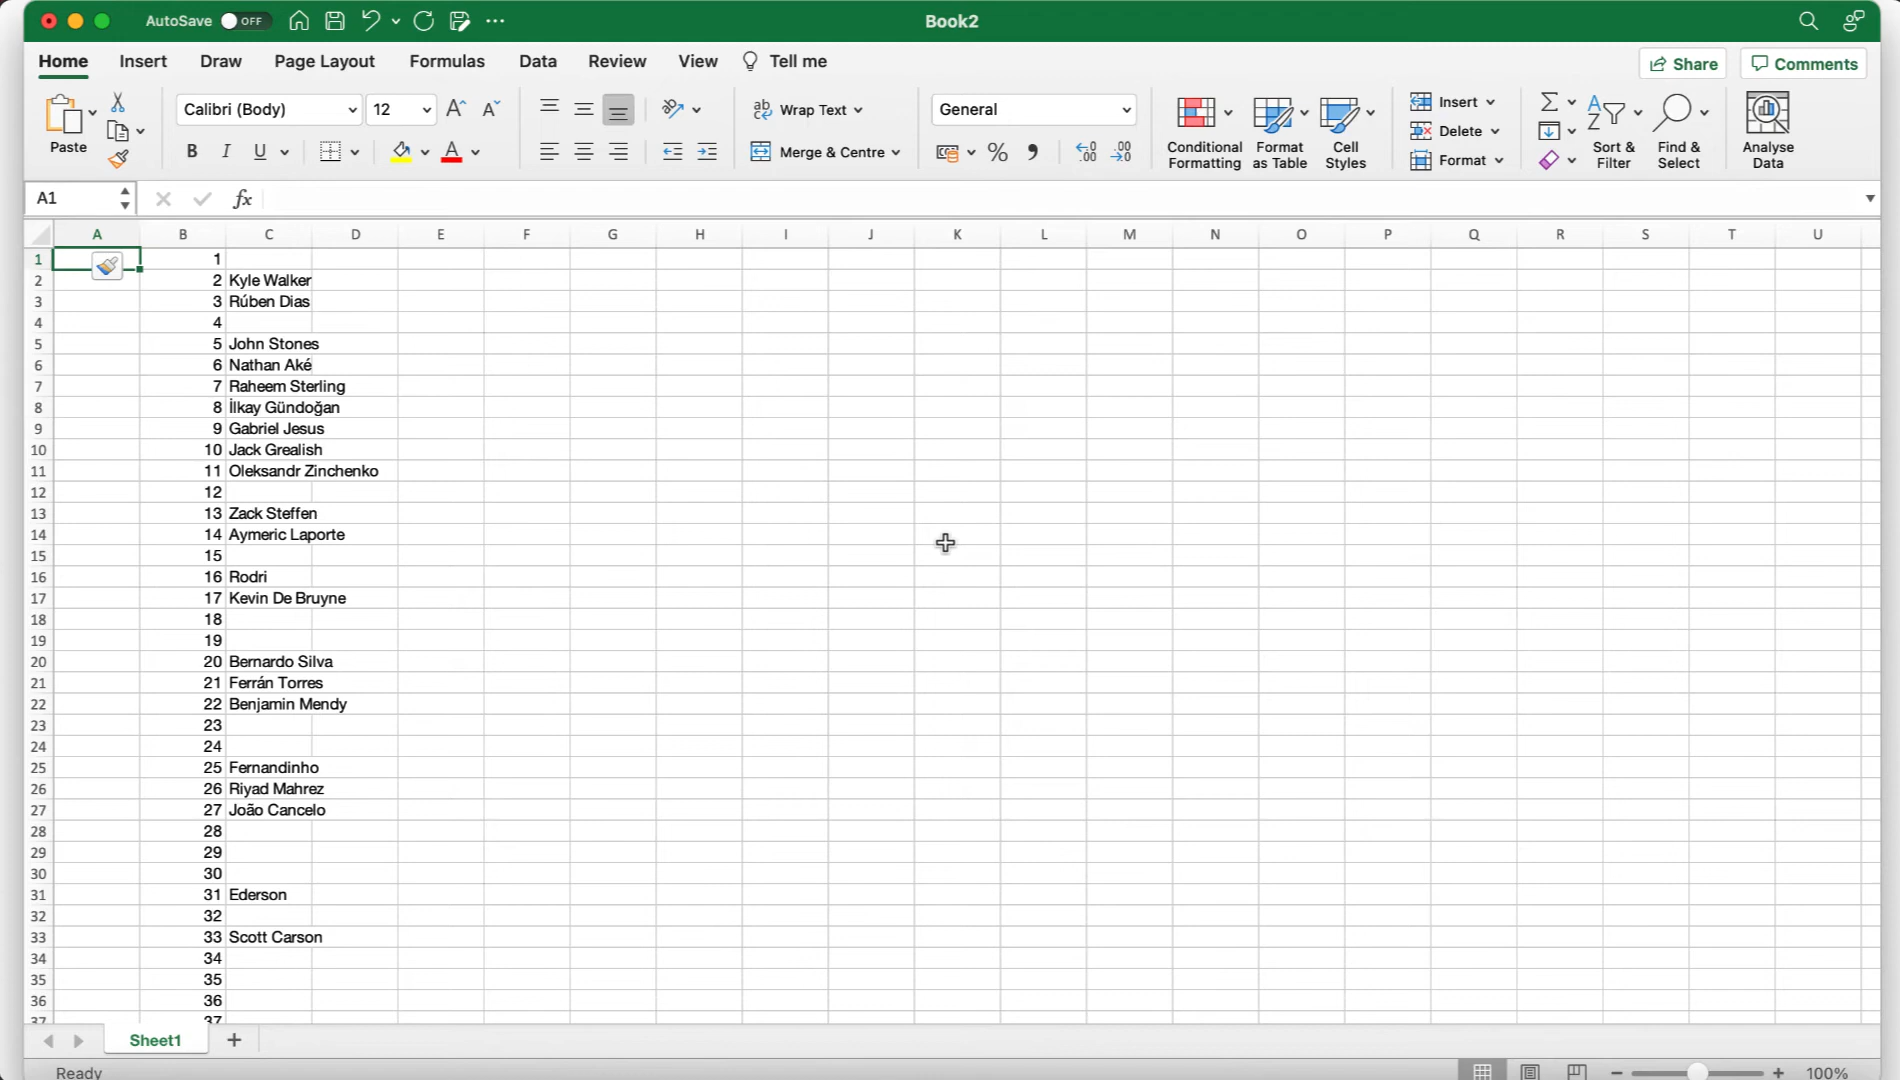 AutoSave OFF Book2
Home Insert Draw Page Layout Formulas Data Review View Tell me Share Comments
Paste Calibri (Body) 12 Wrap Text General Conditional Formatting Format as Table Cell Styles Insert Sort & Filter Find & Select Analyse Data
Delete
B I U Merge & Centre % Format
A1 fx
A B C D E F G H I J K L M N O P Q R S T U
1 1
2 2 Kyle Walker
3 3 Rúben Dias
4 4
5 5 John Stones
6 6 Nathan Aké
7 7 Raheem Sterling
8 8 İlkay Gündoğan
9 9 Gabriel Jesus
10 10 Jack Grealish
11 11 Oleksandr Zinchenko
12 12
13 13 Zack Steffen
14 14 Aymeric Laporte
15 15
16 16 Rodri
17 17 Kevin De Bruyne
18 18
19 19
20 20 Bernardo Silva
21 21 Ferrán Torres
22 22 Benjamin Mendy
23 23
24 24
25 25 Fernandinho
26 26 Riyad Mahrez
27 27 João Cancelo
28 28
29 29
30 30
31 31 Ederson
32 32
33 33 Scott Carson
34 34
35 35
36 36
37 37
Sheet1 +
Ready 100%